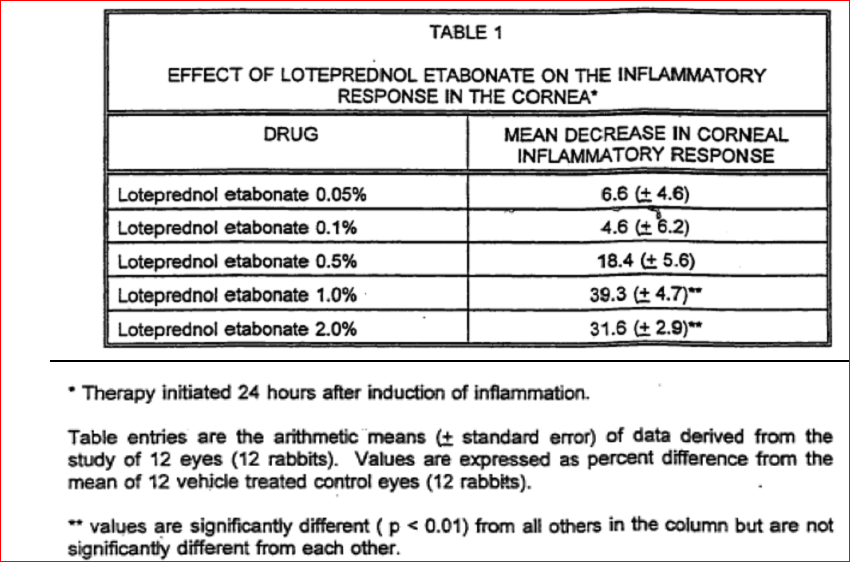 TABLE 1
EFFECT OF LOTEPREDNOL ETABONATE ON THE INFLAMMATORY
RESPONSE IN THE CORNEA*
DRUG
MEAN DECREASE IN CORNEAL
INFLAMMATORY RESPONSE
Loteprednol etabonate 0.05% 6.6 (± 4.6)
Loteprednol etabonate 0.1% 4.6 (± 6.2)
Loteprednol etabonate 0.5% 18.4 (± 5.6)
Loteprednol etabonate 1.0% 39.3 (± 4.7)**
Loteprednol etabonate 2.0% 31.6 (± 2.9)**
* Therapy initiated 24 hours after induction of inflammation.
Table entries are the arithmetic means (± standard error) of data derived from the
study of 12 eyes (12 rabbits). Values are expressed as percent difference from the
mean of 12 vehicle treated control eyes (12 rabbits).
** values are significantly different ( p < 0.01) from all others in the column but are not
significantly different from each other.